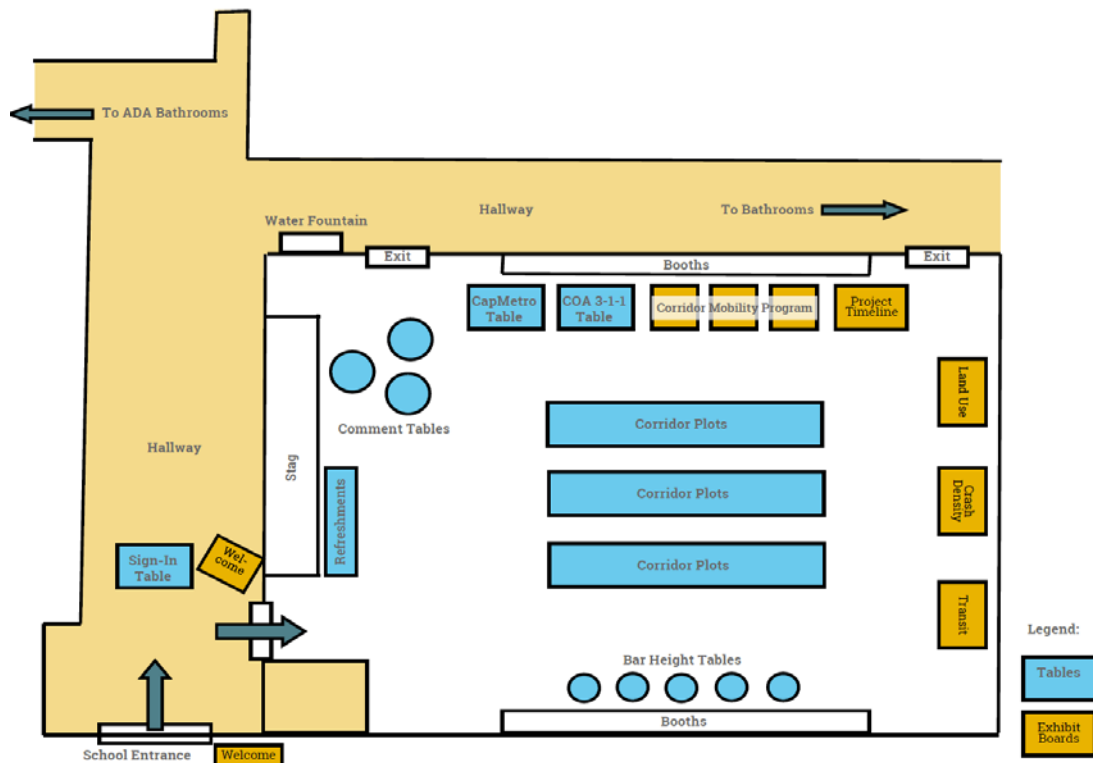 To ADA Bathrooms
Water Fountain
Hallway
To Bathrooms
Exit
Booths
Exit
CapMetro
Table
COA 3-1-1
Table
Corridor Mobility Program
Project
Timeline
Land Use
Comment Tables
Corridor Plots
Hallway
Stag
Refreshments
Corridor Plots
Crash
Density
Sign-In
Table
Wel-
come
Corridor Plots
Transit
Legend:
Bar Height Tables
Tables
Booths
Exhibit
Boards
School Entrance
Welcome